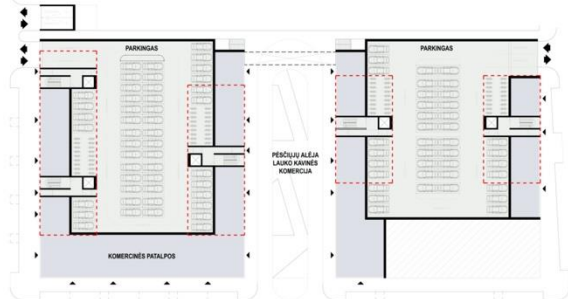 PARKINGAS
PARKINGAS
PĖSČIŲJŲ ALĖJA
LAUKO KAVINĖS
KOMERCIJA
KOMERCINĖS PATALPOS